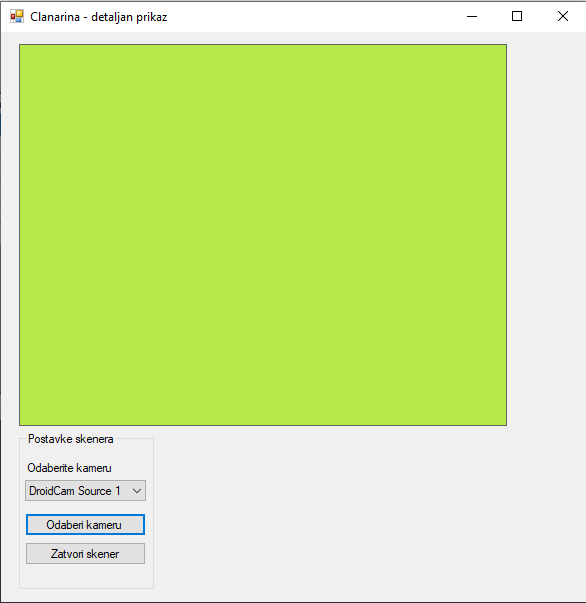 Clanarina - detaljan prikaz
Postavke skenera
Odaberite kameru
DroidCam Source 1
Odaberi kameru
Zatvori skener